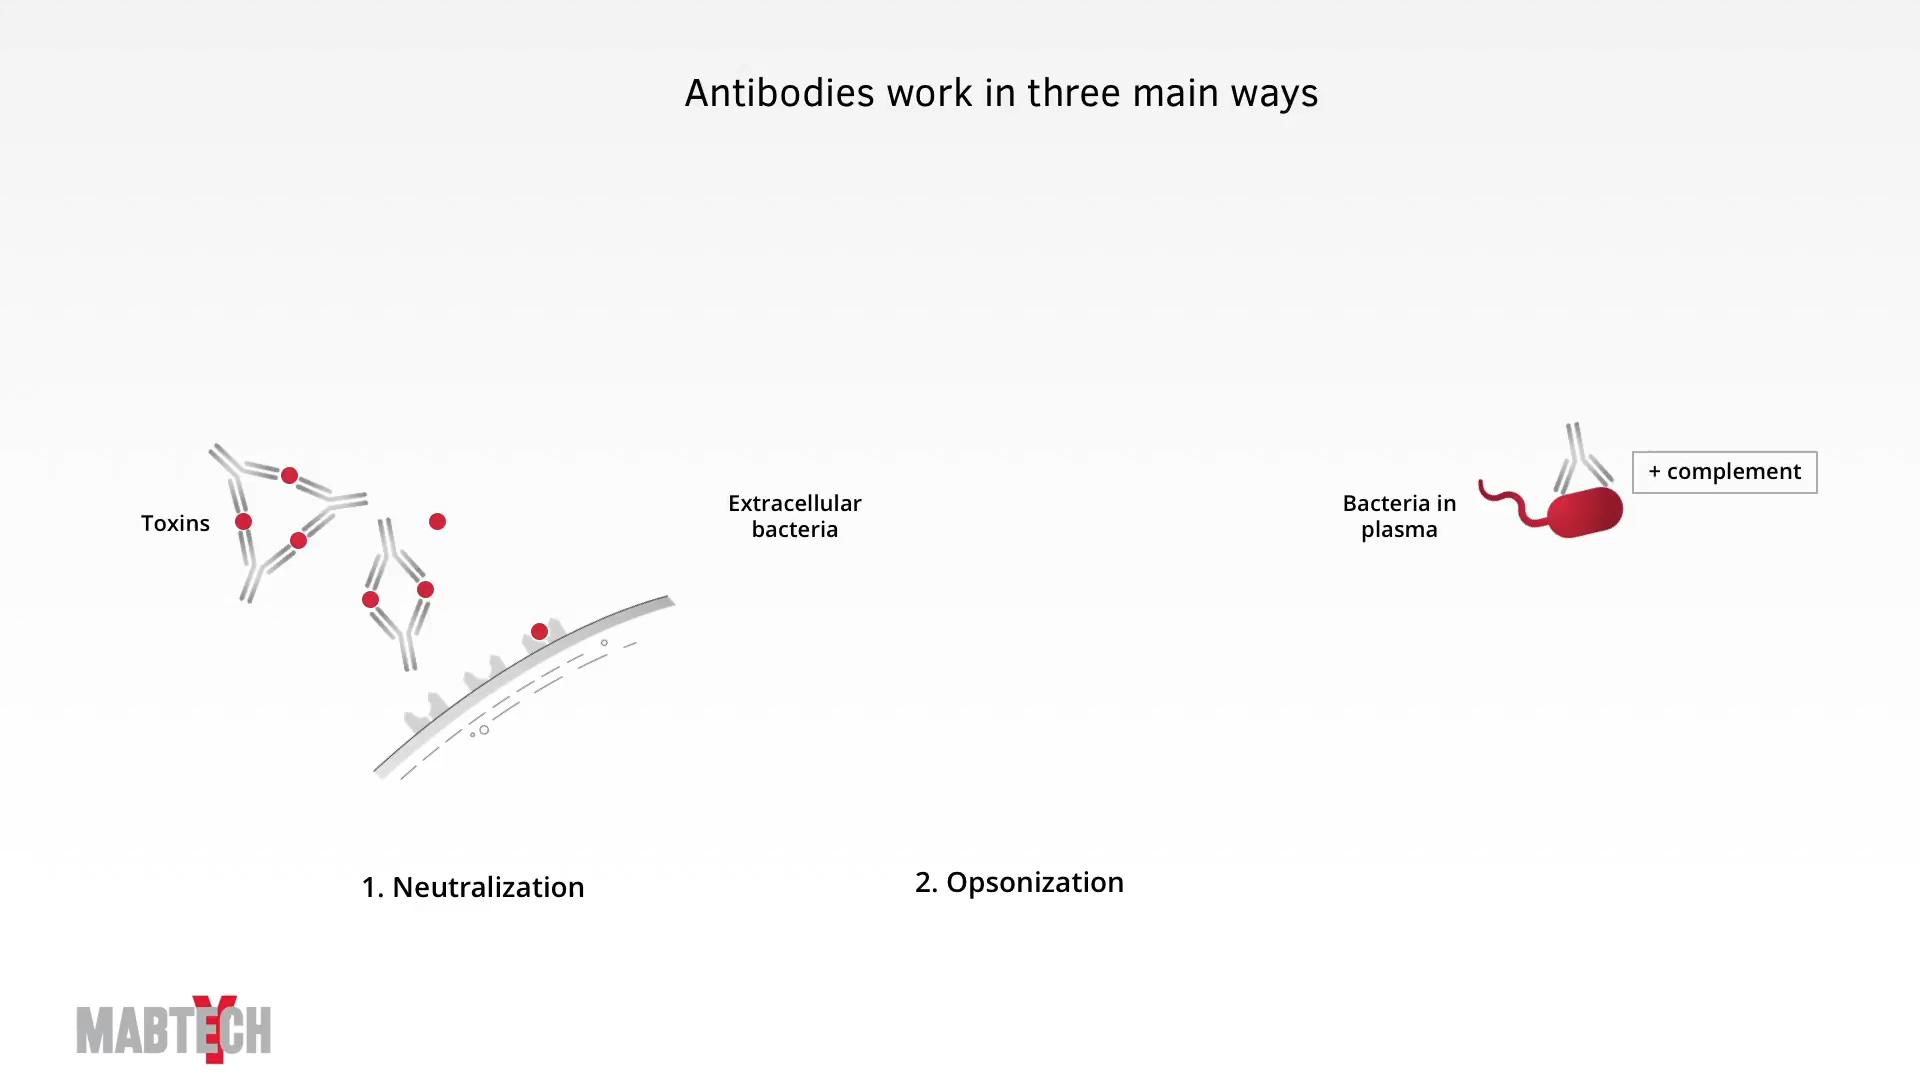 Antibodies work in three main ways
Toxins
Extracellular
bacteria
Bacteria in
plasma
+ complement
1. Neutralization
2. Opsonization
MABTECH